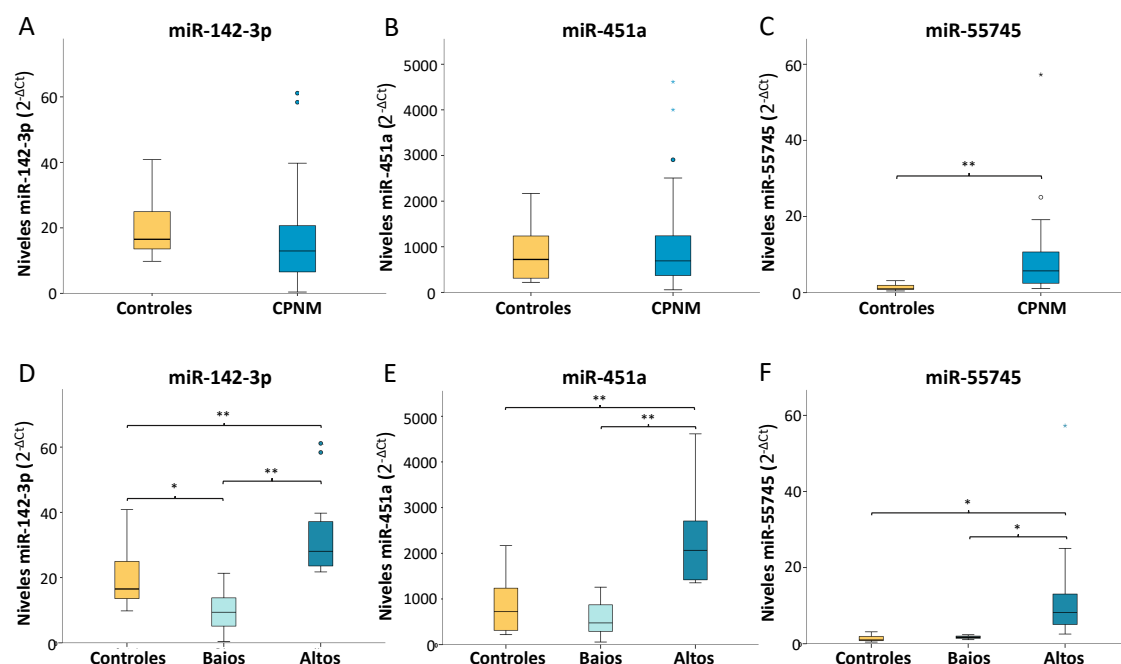 A
miR-142-3p
Niveles miR-142-3p (2^-ΔCt)
60
40
20
0
Controles
CPNM
B
miR-451a
Niveles miR-451a (2^-ΔCt)
5000
4000
3000
2000
1000
0
Controles
CPNM
C
miR-55745
Niveles miR-55745 (2^-ΔCt)
60
40
20
0
**
Controles
CPNM
D
miR-142-3p
Niveles miR-142-3p (2^-ΔCt)
60
40
20
0
**
**
*
Controles
Bajos
Altos
E
miR-451a
Niveles miR-451a (2^-ΔCt)
5000
4000
3000
2000
1000
0
**
**
Controles
Bajos
Altos
F
miR-55745
Niveles miR-55745 (2^-ΔCt)
60
40
20
0
*
*
Controles
Bajos
Altos